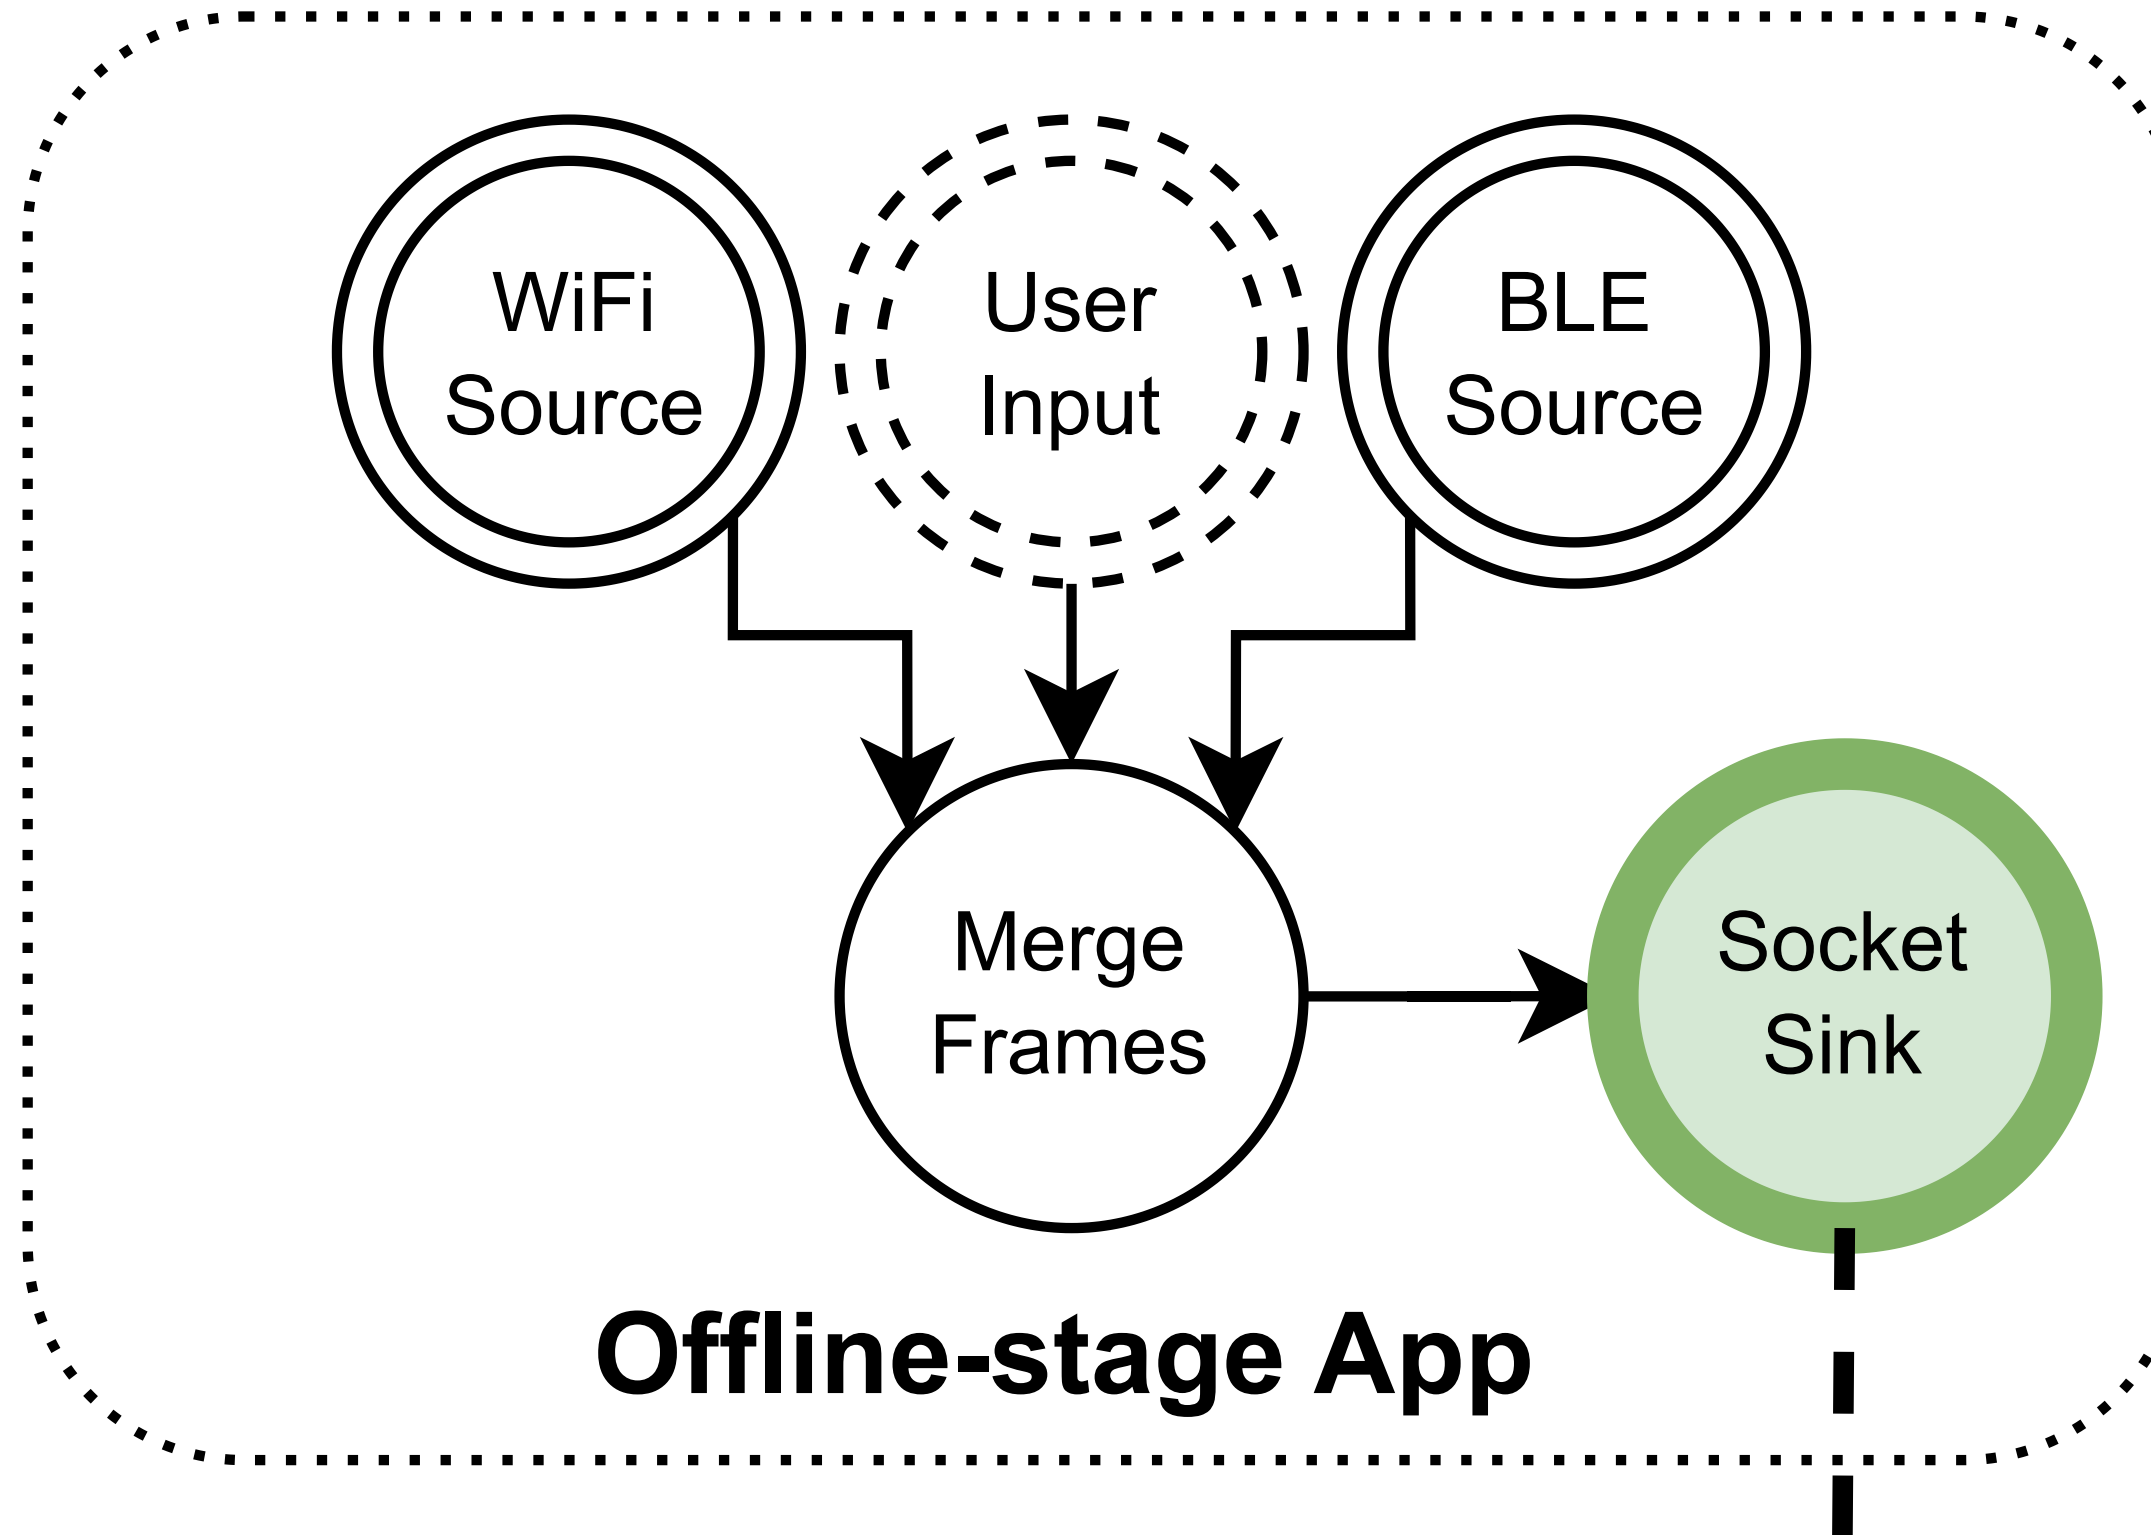 WiFi
Source
User
Input
BLE
Source
Merge
Frames
Socket
Sink
Offline-stage App